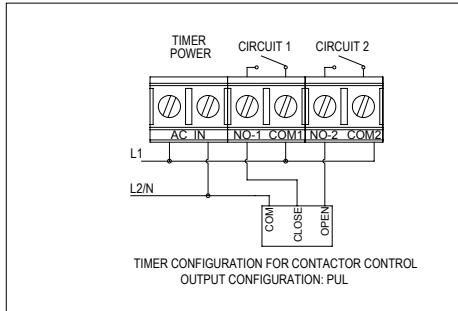 TIMER
POWER
CIRCUIT 1
CIRCUIT 2
AC IN
NO-1
COM1
NO-2
COM2
L1
L2/N
COM
CLOSE
OPEN
TIMER CONFIGURATION FOR CONTACTOR CONTROL
OUTPUT CONFIGURATION: PUL